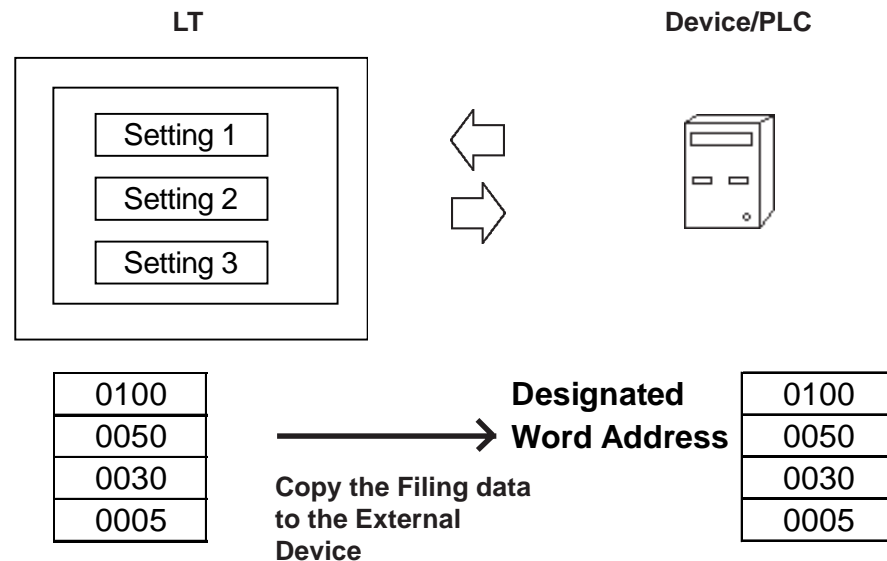 LT
Device/PLC
Setting 1
Setting 2
Setting 3
0100
0050
0030
0005
Copy the Filing data
to the External
Device
Designated
Word Address
0100
0050
0030
0005